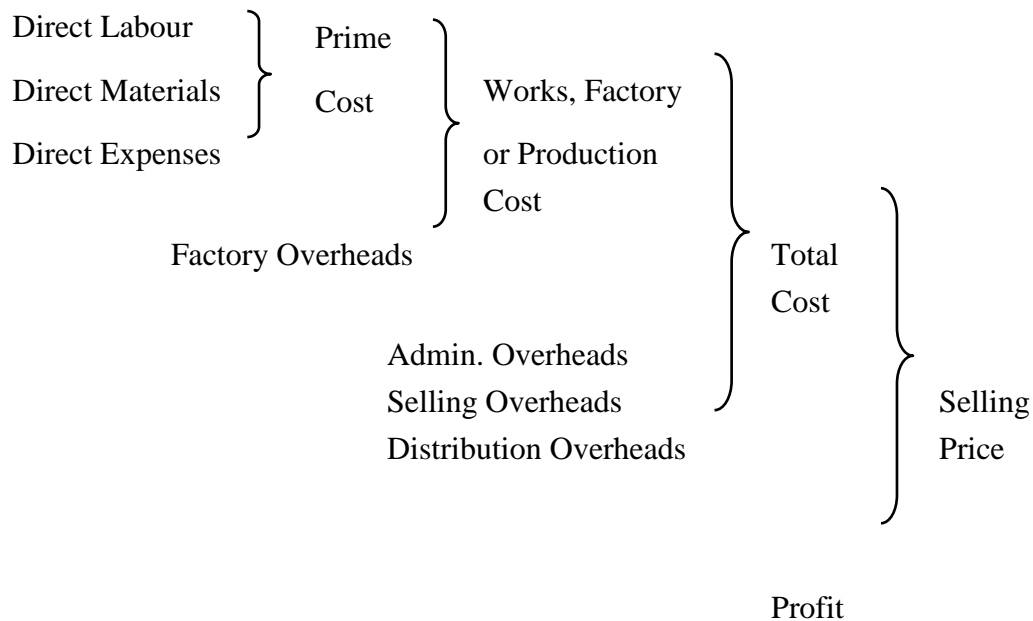 Direct Labour
Direct Materials
Direct Expenses
Prime
Cost
Factory Overheads
Works, Factory
or Production
Cost
Admin. Overheads
Selling Overheads
Distribution Overheads
Total
Cost
Profit
Selling
Price